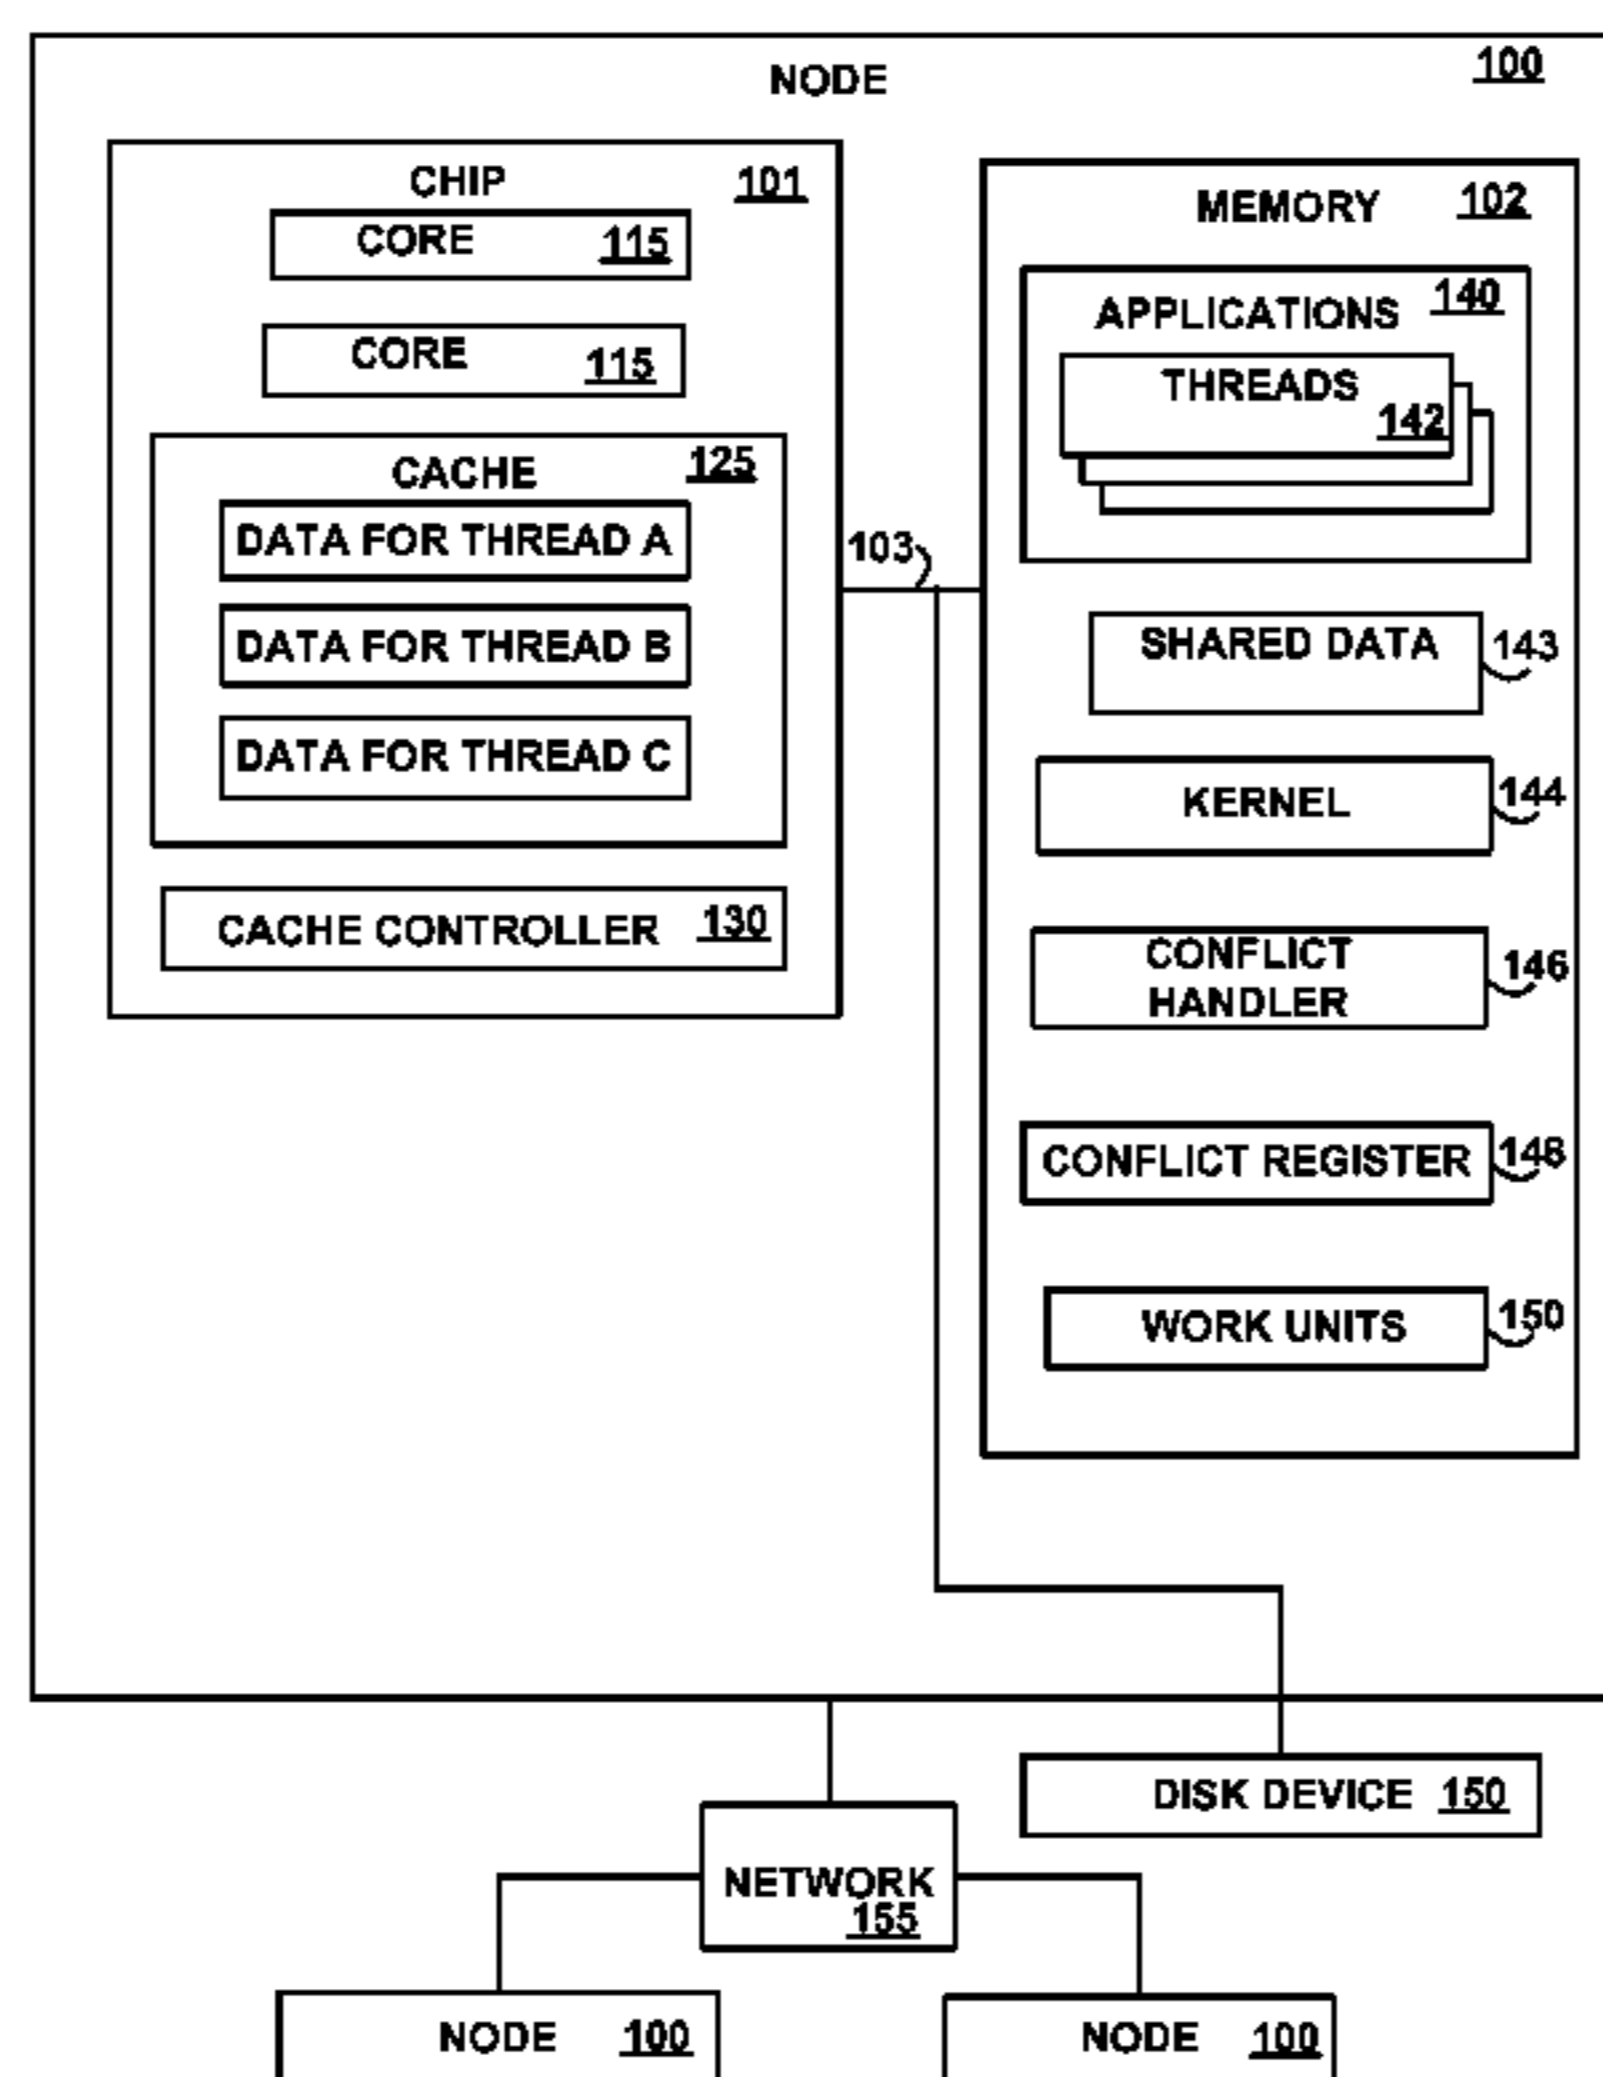 NODE 100
CHIP 101
CORE 115
CORE 115
CACHE 125
DATA FOR THREAD A
DATA FOR THREAD B
DATA FOR THREAD C
CACHE CONTROLLER 130
103
MEMORY 102
APPLICATIONS 140
THREADS
142
SHARED DATA 143
KERNEL 144
CONFLICT
HANDLER
146
CONFLICT REGISTER 148
WORK UNITS 150
DISK DEVICE 150
NETWORK
155
NODE 100
NODE 100